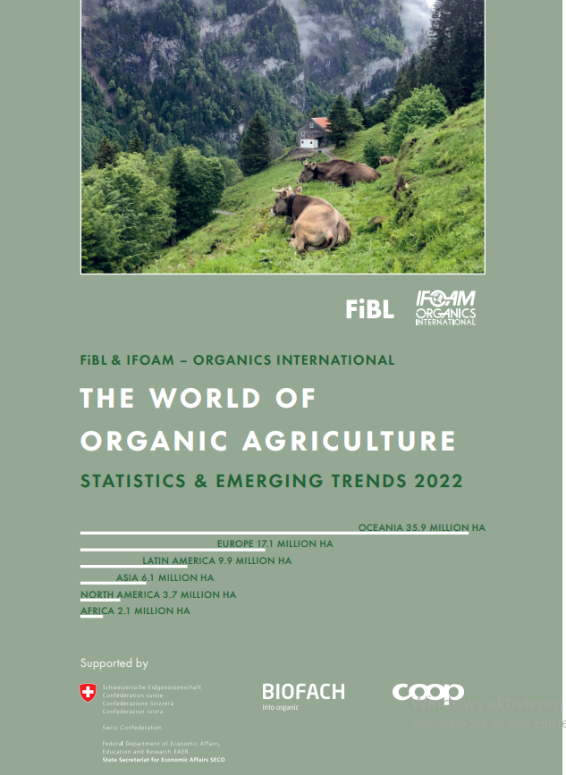 FiBL
IFOAM
ORGANICS
INTERNATIONAL
FiBL & IFOAM – ORGANICS INTERNATIONAL
THE WORLD OF
ORGANIC AGRICULTURE
STATISTICS & EMERGING TRENDS 2022
OCEANIA 35.9 MILLION HA
EUROPE 17.1 MILLION HA
LATIN AMERICA 9.9 MILLION HA
ASIA 6.1 MILLION HA
NORTH AMERICA 3.7 MILLION HA
AFRICA 2.1 MILLION HA
Supported by
Schweizerische Eidgenossenschaft
Confédération suisse
Confederazione Svizzera
Confederaziun svizra
Swiss Confederation
Federal Department of Economic Affairs,
Education and Research EAER
State Secretariat for Economic Affairs SECO
BIOFACH
into organic
coop